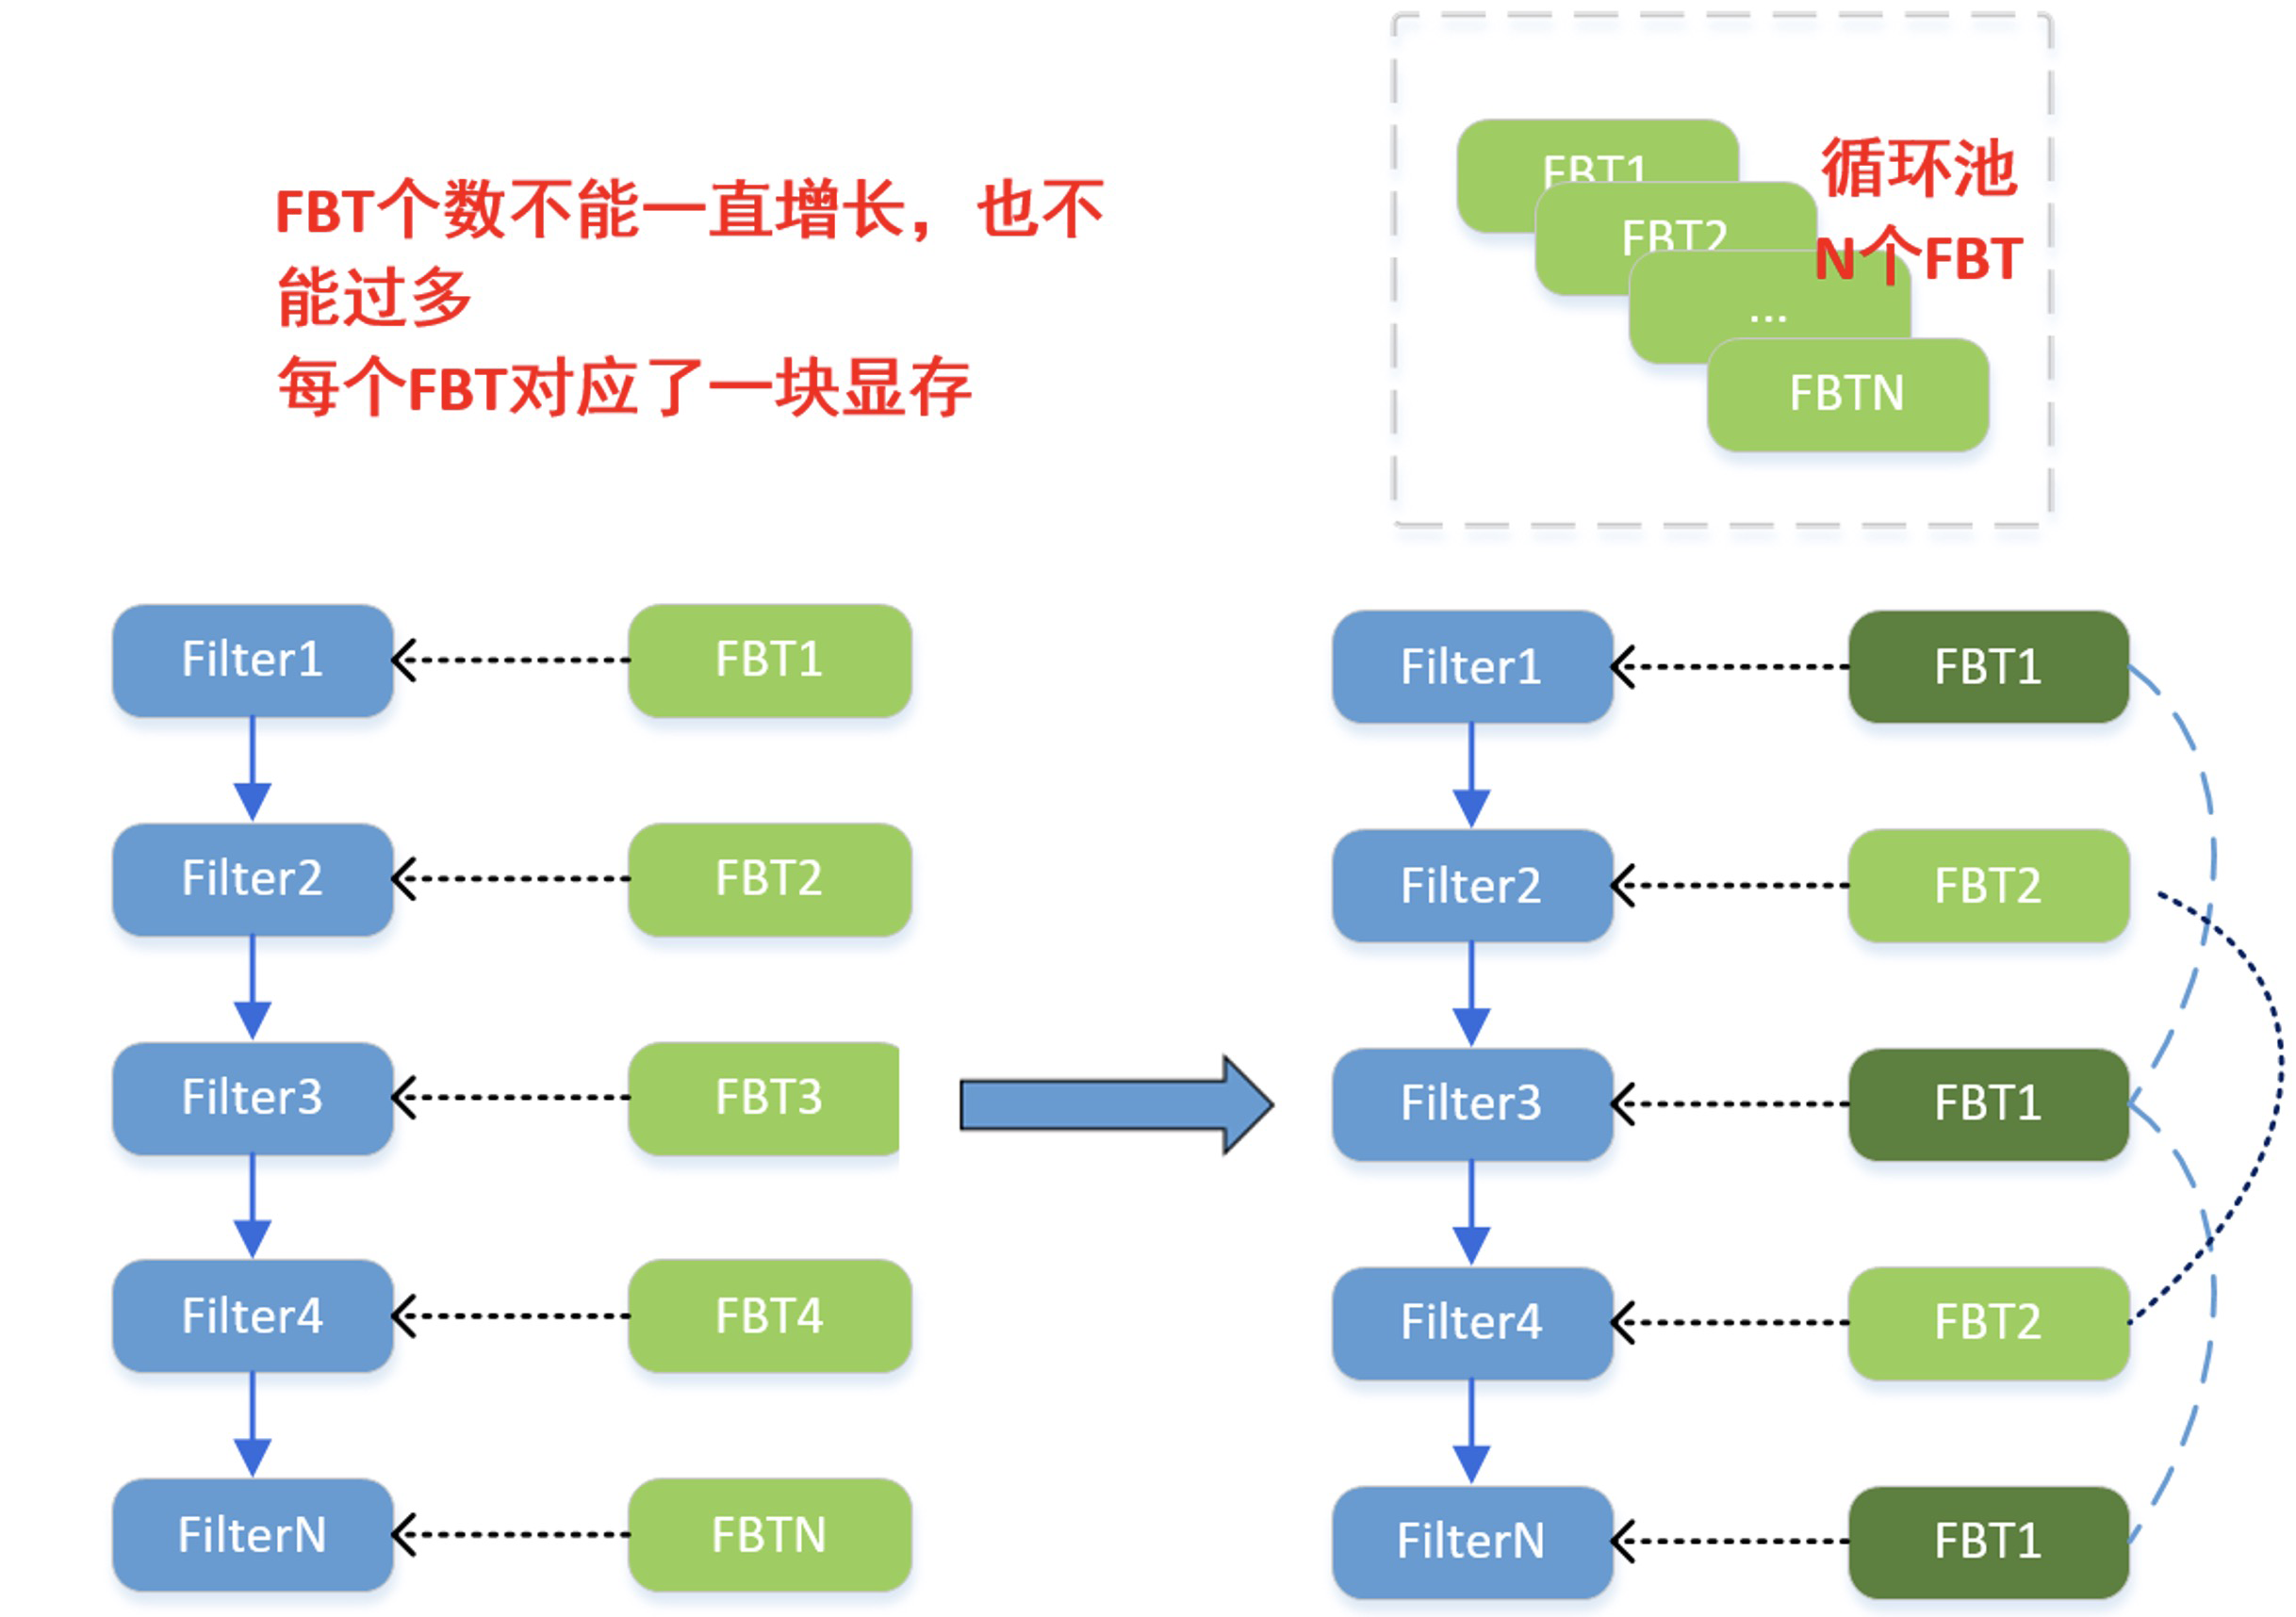 FBT个数不能一直增长，也不
能过多
每个FBT对应了一块显存
循环池
N个FBT
FBT1
FBT2
...
FBTN
Filter1
FBT1
Filter2
FBT2
Filter3
FBT3
Filter4
FBT4
FilterN
FBTN
Filter1
FBT1
Filter2
FBT2
Filter3
FBT1
Filter4
FBT2
FilterN
FBT1